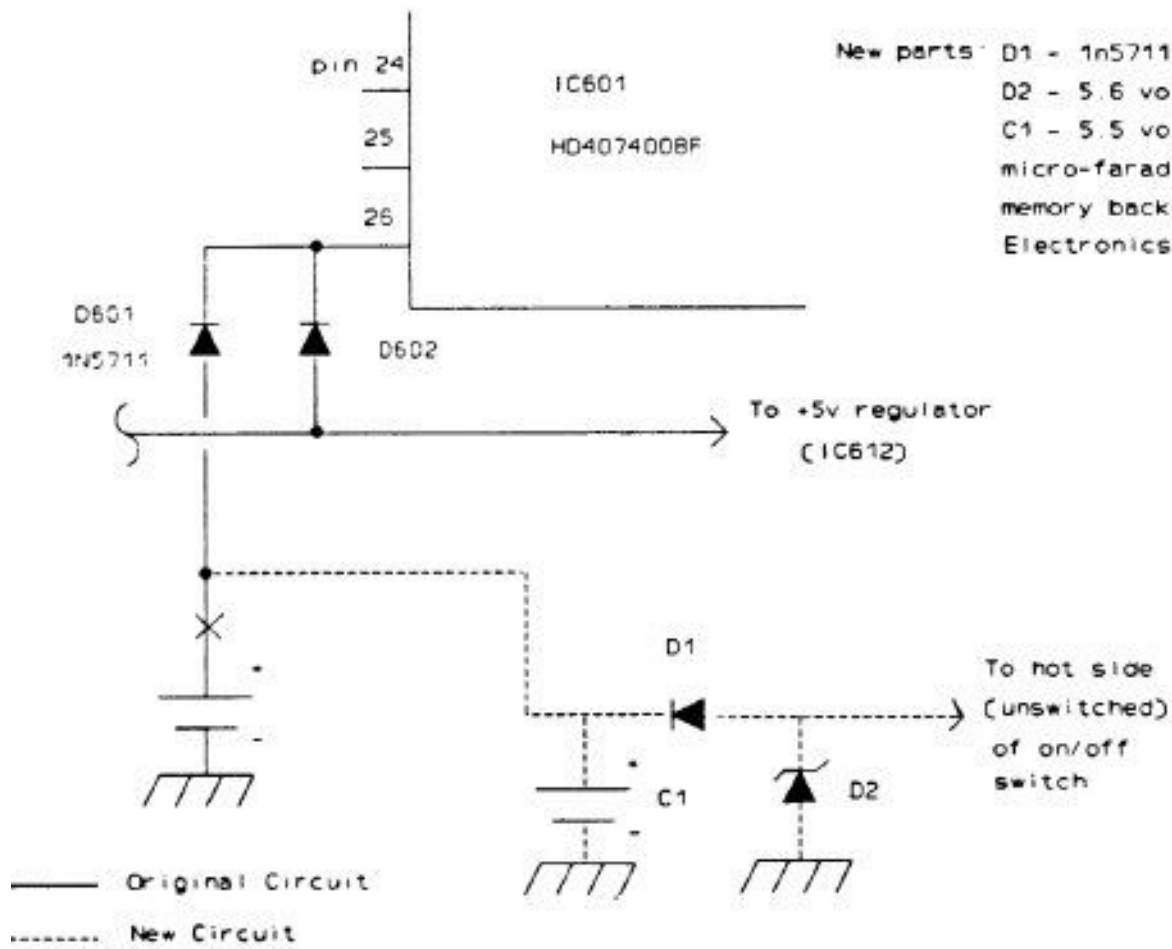 New parts D1 - 1n5711
D2 - 5.6 vo
C1 - 5.5 vo
micro-farad
memory back
Electronics
pin 24
25
26
IC601
HD4074008F
D601
1N5711
D602
To +5v regulator
(IC612)
+
-
D1
To hot side
(unswitched)
of on/off
switch
+
C1
-
D2
Original Circuit
New Circuit